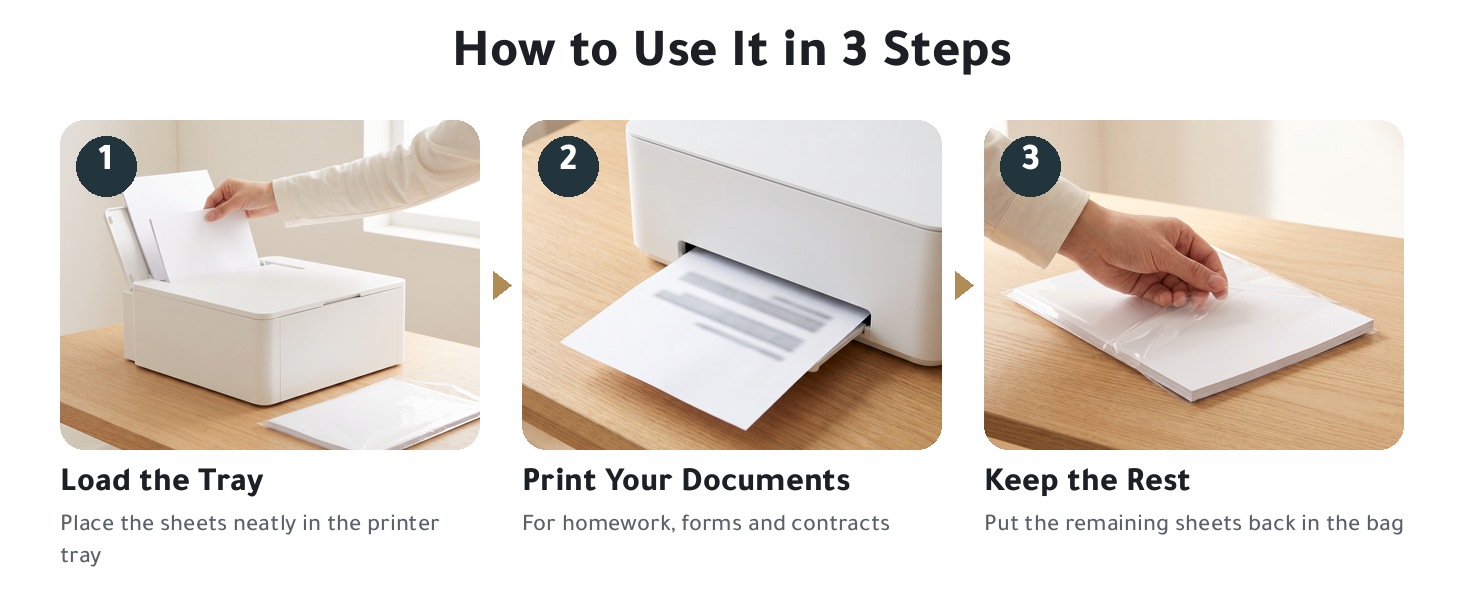 How to Use It in 3 Steps
1
2
3
Load the Tray
Place the sheets neatly in the printer
tray
Print Your Documents
For homework, forms and contracts
Keep the Rest
Put the remaining sheets back in the bag